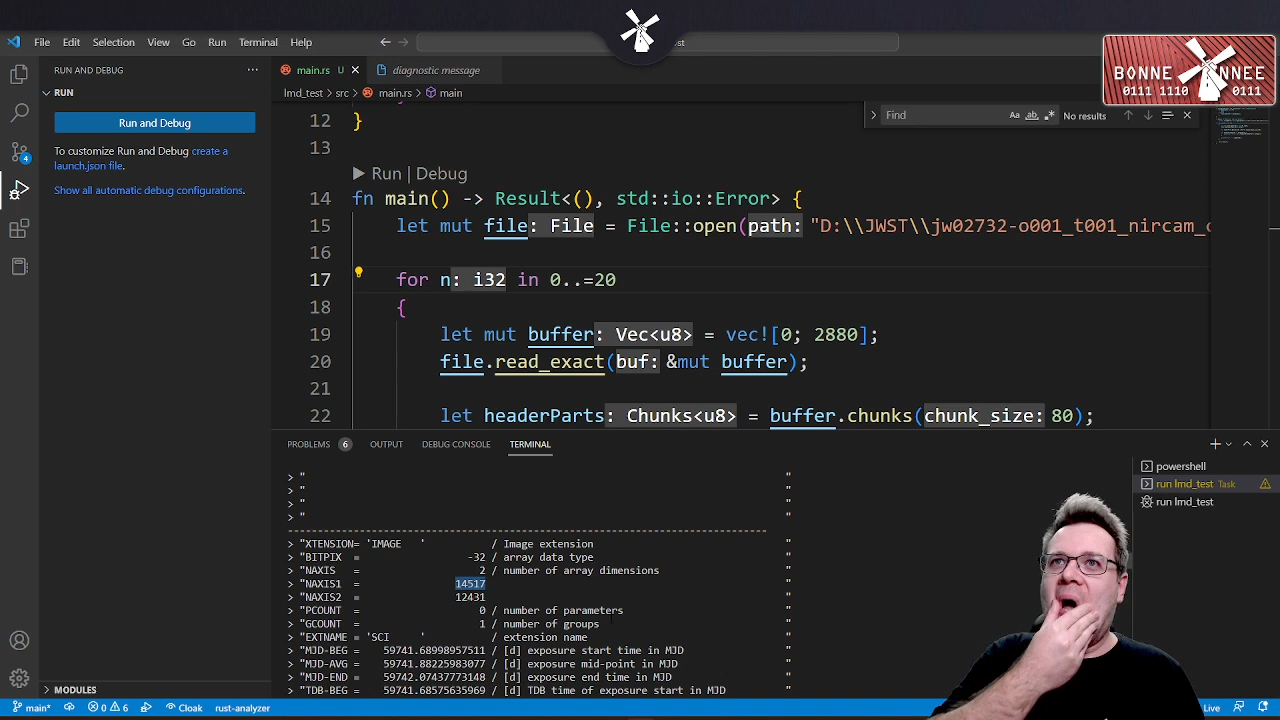 File Edit Selection View Go Run Terminal Help
st
BONNE NNEE
0111 1110 0111
RUN AND DEBUG ...
RUN
Run and Debug
To customize Run and Debug create a
launch.json file.
Show all automatic debug configurations.
4
main.rs U
diagnostic message
lmd_test > src > main.rs > main
Find
Aa ab .* No results
12 }
13
Run | Debug
14 fn main() -> Result<(), std::io::Error> {
15 let mut file: File = File::open(path: "D:\\JWST\\jw02732-o001_t001_nircam_c
16
17 for n: i32 in 0..=20
18 {
19 let mut buffer: Vec<u8> = vec![0; 2880];
20 file.read_exact(buf: &mut buffer);
21
22 let headerParts: Chunks<u8> = buffer.chunks(chunk_size: 80);
PROBLEMS 6 OUTPUT DEBUG CONSOLE TERMINAL
powershell
run lmd_test Task
run lmd_test
> " "
> " "
> " "
> " "
--------------------------------------------------------------------------------
> "XTENSION= 'IMAGE   '           / Image extension "
> "BITPIX  =                  -32 / array data type "
> "NAXIS   =                    2 / number of array dimensions "
> "NAXIS1  =                14517 "
> "NAXIS2  =                12431 "
> "PCOUNT  =                    0 / number of parameters "
> "GCOUNT  =                    1 / number of groups "
> "EXTNAME = 'SCI     '           / extension name "
> "MJD-BEG =    59741.68998957511 / [d] exposure start time in MJD "
> "MJD-AVG =    59741.88225983077 / [d] exposure mid-point in MJD "
> "MJD-END =    59742.07437773148 / [d] exposure end time in MJD "
> "TDB-BEG =    59741.68575635969 / [d] TDB time of exposure start in MJD "
MODULES
main* 0 6 Cloak rust-analyzer Live